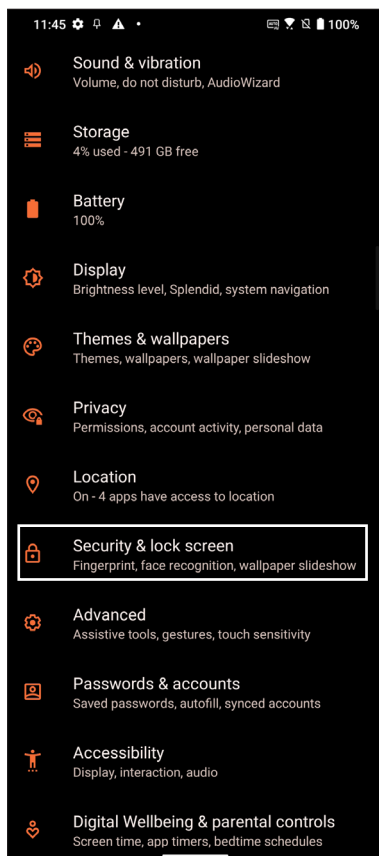 11:45
100%
Sound & vibration
Volume, do not disturb, AudioWizard
Storage
4% used - 491 GB free
Battery
100%
Display
Brightness level, Splendid, system navigation
Themes & wallpapers
Themes, wallpapers, wallpaper slideshow
Privacy
Permissions, account activity, personal data
Location
On - 4 apps have access to location
Security & lock screen
Fingerprint, face recognition, wallpaper slideshow
Advanced
Assistive tools, gestures, touch sensitivity
Passwords & accounts
Saved passwords, autofill, synced accounts
Accessibility
Display, interaction, audio
Digital Wellbeing & parental controls
Screen time, app timers, bedtime schedules